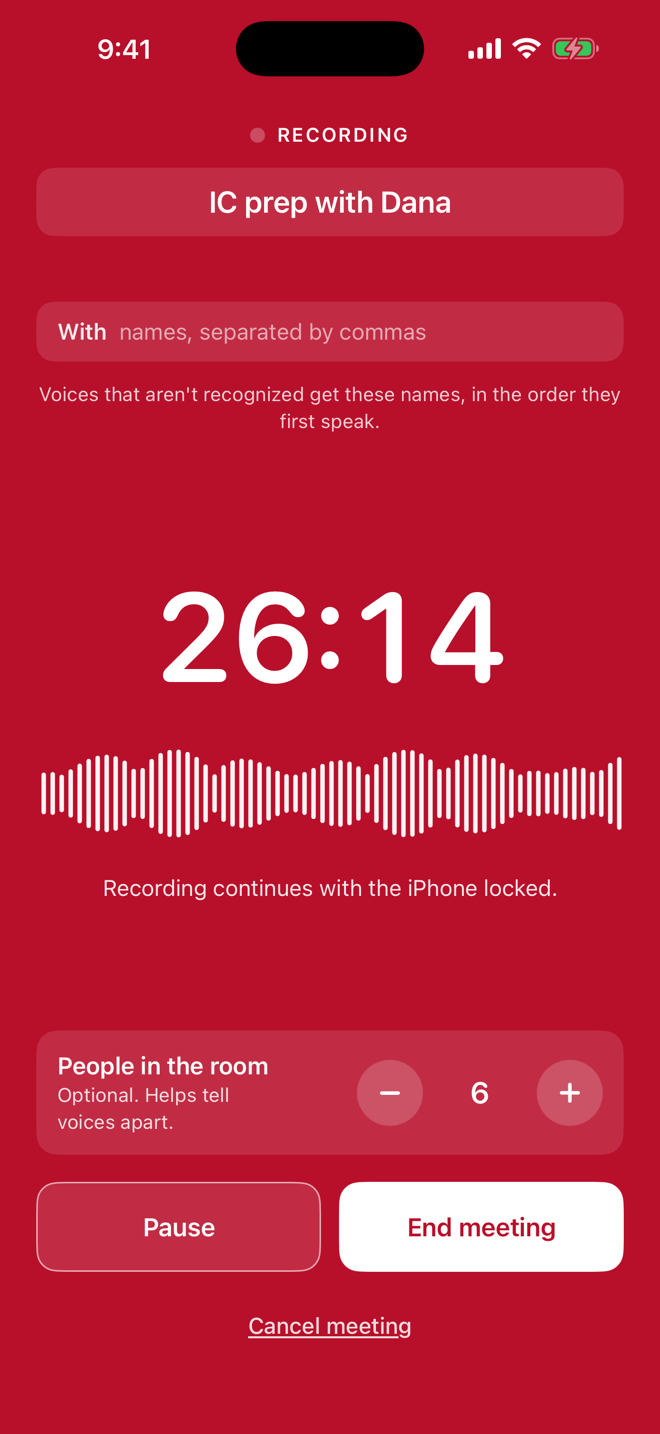 9:41
RECORDING
IC prep with Dana
With names, separated by commas
Voices that aren't recognized get these names, in the order they
first speak.
26:14
Recording continues with the iPhone locked.
People in the room
Optional. Helps tell
voices apart.
− 6 +
Pause
End meeting
Cancel meeting